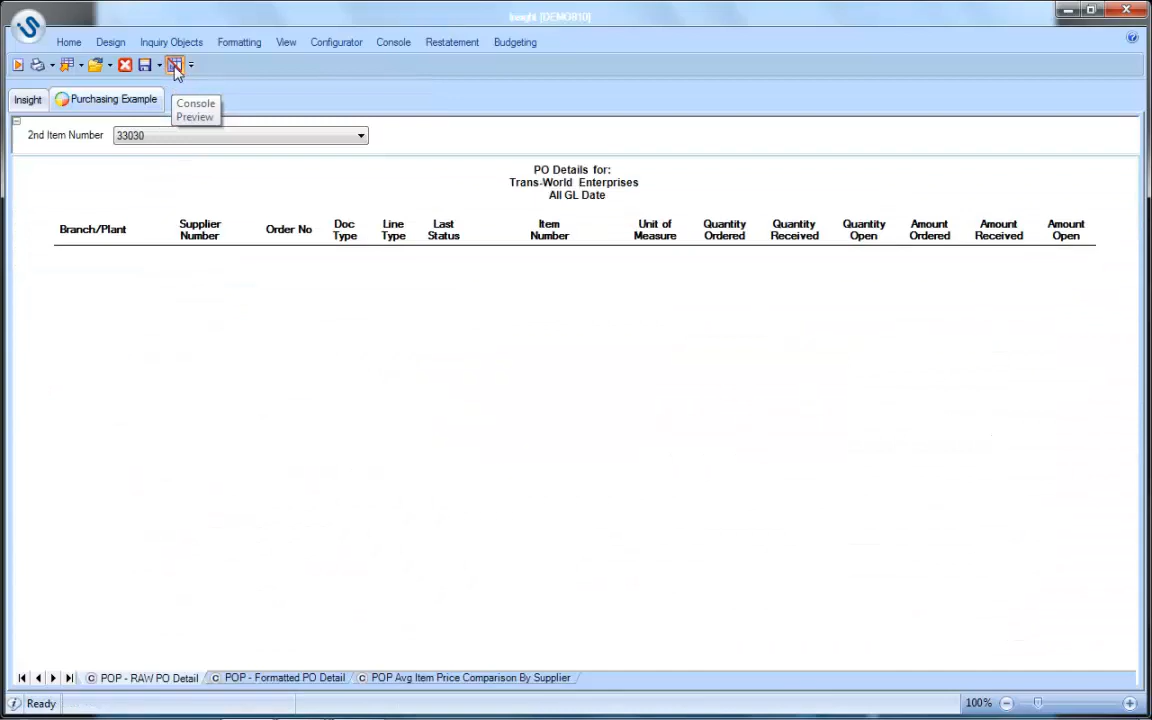 Insight [DEMO910]
Home Design Inquiry Objects Formatting View Configurator Console Restatement Budgeting
Insight Purchasing Example
Console
Preview
2nd Item Number 33030
PO Details for:
Trans-World Enterprises
All GL Date
Branch/Plant Supplier Number Order No Doc Type Line Type Last Status Item Number Unit of Measure Quantity Ordered Quantity Received Quantity Open Amount Ordered Amount Received Amount Open
C POP - RAW PO Detail C POP - Formatted PO Detail C POP Avg Item Price Comparison By Supplier
Ready 100%